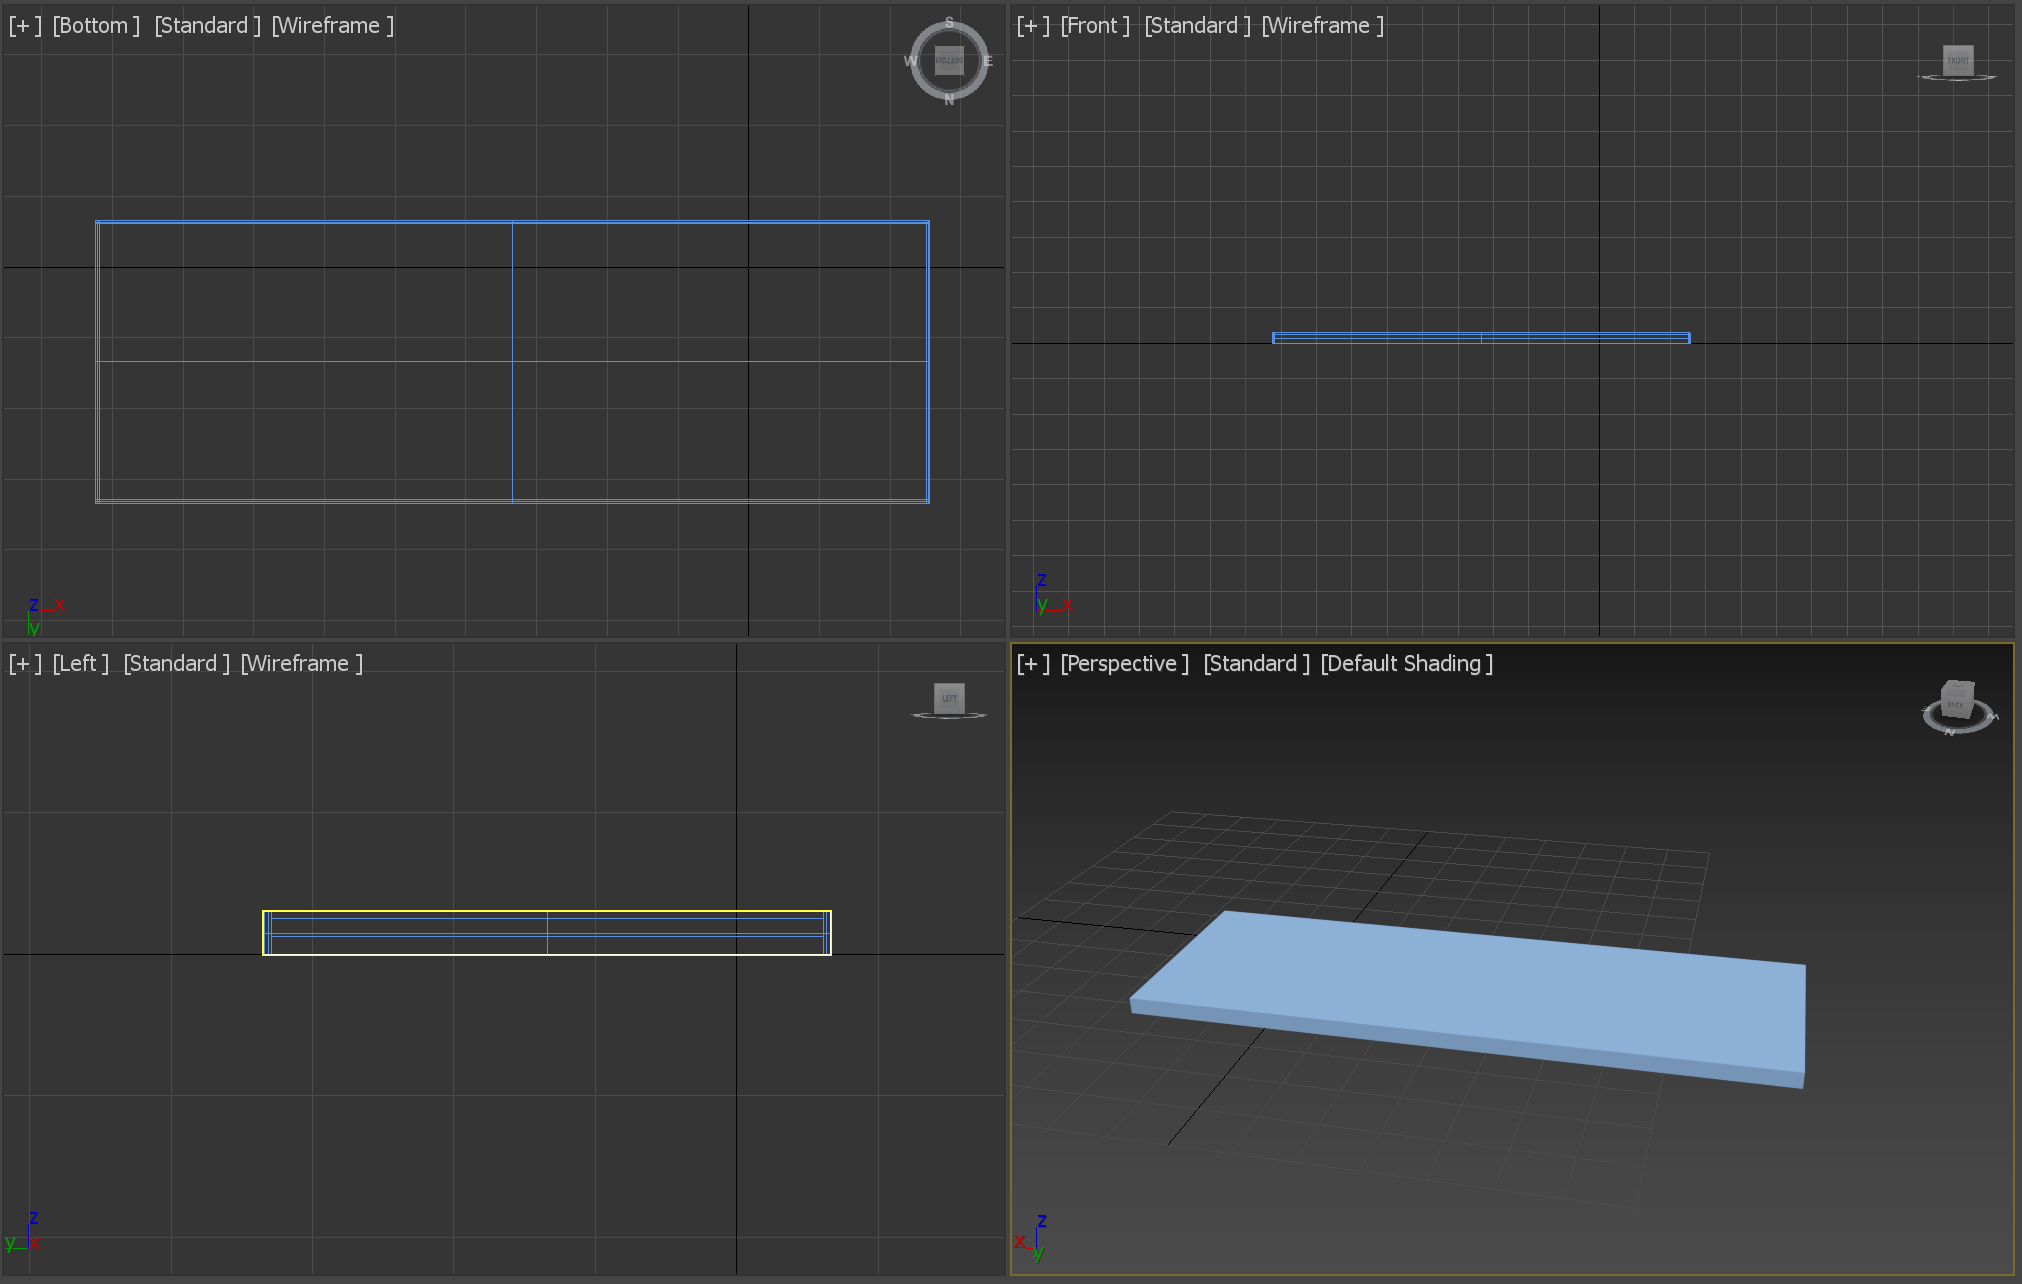 [+] [Bottom] [Standard] [Wireframe]
S
W BOTTOM E
N
z x
y
[+] [Front] [Standard] [Wireframe]
FRONT
z
y x
[+] [Left] [Standard] [Wireframe]
LEFT
z
y x
[+] [Perspective] [Standard] [Default Shading]
BACK
N
z
x
y